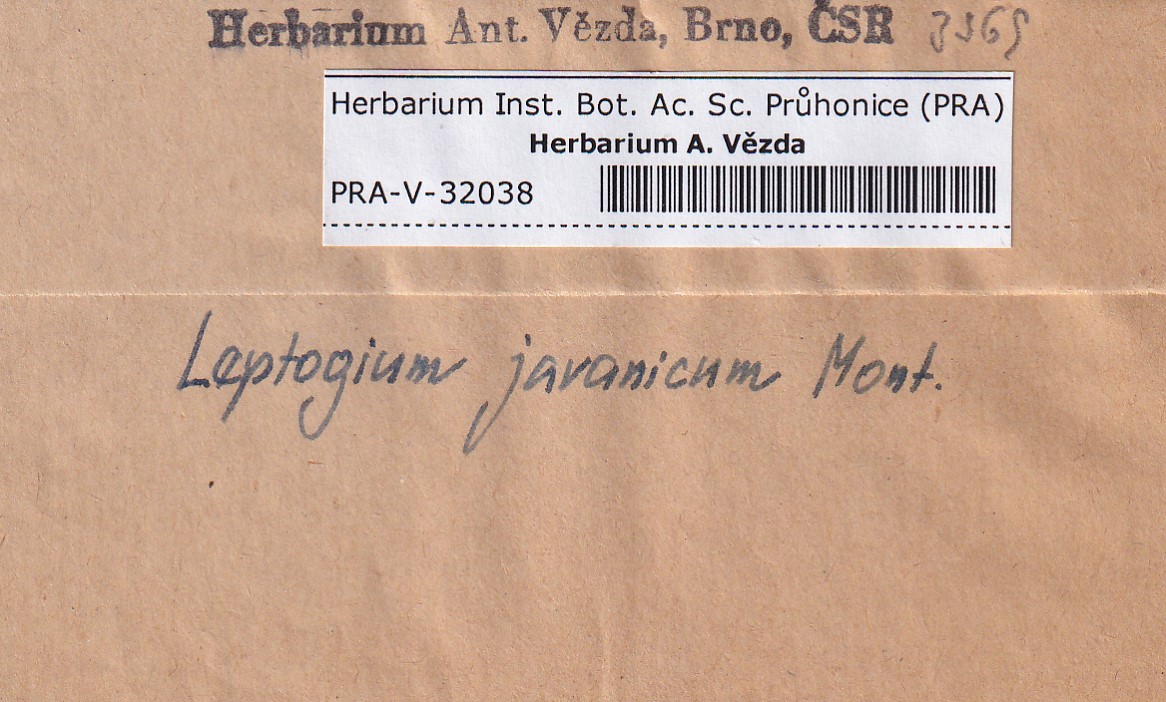 Herbarium Ant. Vězda, Brno, ČSR
Herbarium Inst. Bot. Ac. Sc. Průhonice (PRA)
Herbarium A. Vězda
PRA-V-32038
Leptogium javanicum Mont.